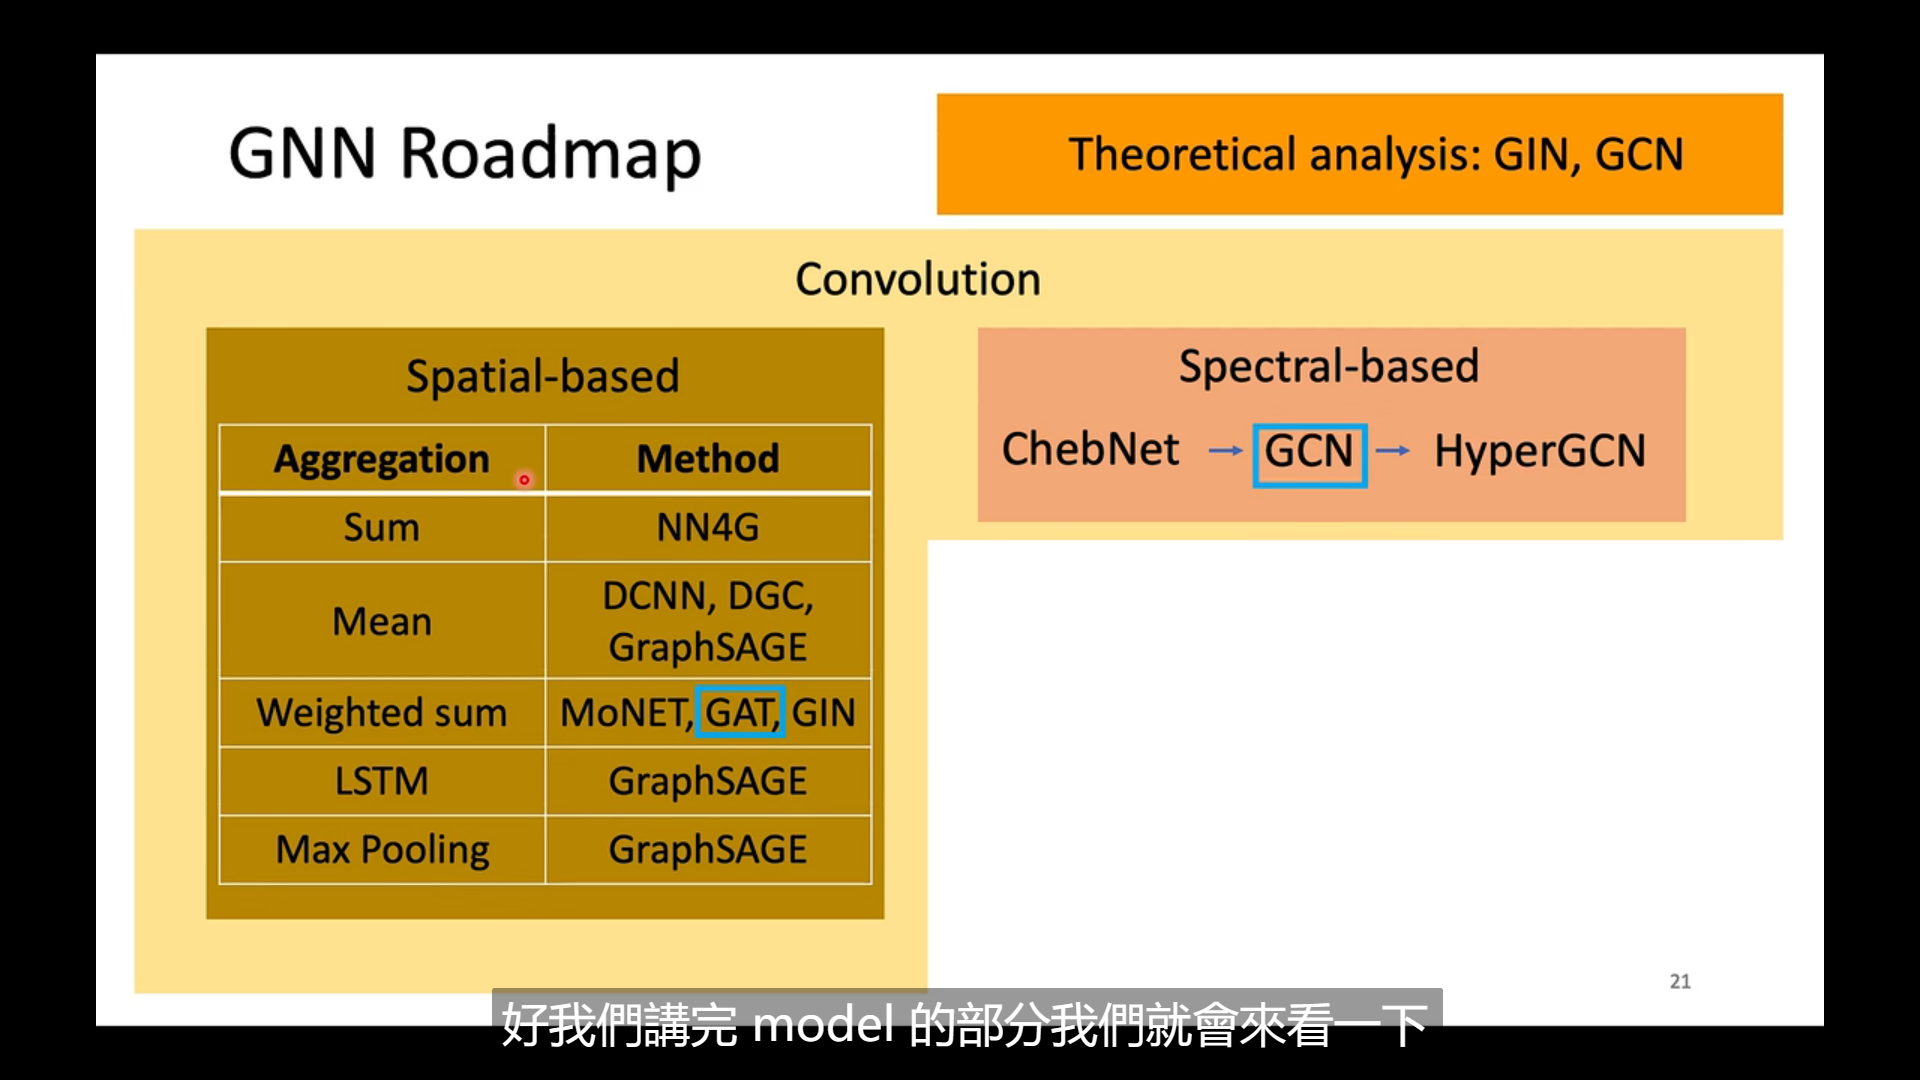 GNN Roadmap
Theoretical analysis: GIN, GCN
Convolution
Spatial-based
Aggregation Method
Sum NN4G
Mean DCNN, DGC,
GraphSAGE
Weighted sum MoNET, GAT, GIN
LSTM GraphSAGE
Max Pooling GraphSAGE
Spectral-based
ChebNet → GCN → HyperGCN
21
好我們講完 model 的部分我們就會來看一下